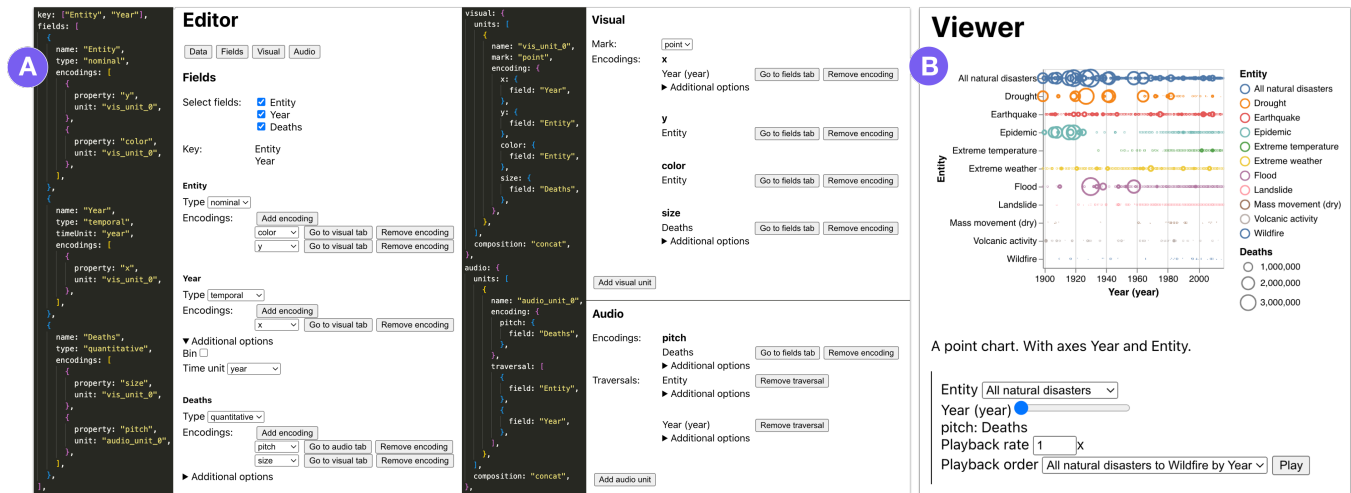 A
key: ["Entity", "Year"],
fields: [
{
name: "Entity",
type: "nominal",
encodings: [
{
property: "y",
unit: "vis_unit_0",
},
{
property: "color",
unit: "vis_unit_0",
},
],
},
{
name: "Year",
type: "temporal",
timeUnit: "year",
encodings: [
{
property: "x",
unit: "vis_unit_0",
},
],
},
{
name: "Deaths",
type: "quantitative",
encodings: [
{
property: "size",
unit: "vis_unit_0",
},
{
property: "pitch",
unit: "audio_unit_0",
},
],
},
],
Editor
Data Fields Visual Audio
Fields
Select fields: Entity
Year
Deaths
Key: Entity
Year
Entity
Type nominal
Encodings: Add encoding
color Go to visual tab Remove encoding
y Go to visual tab Remove encoding
Year
Type temporal
Encodings: Add encoding
x Go to visual tab Remove encoding
▼ Additional options
Bin
Time unit year
Deaths
Type quantitative
Encodings: Add encoding
pitch Go to audio tab Remove encoding
size Go to visual tab Remove encoding
▶ Additional options
visual: {
units: [
{
name: "vis_unit_0",
mark: "point",
encoding: {
x: {
field: "Year",
},
y: {
field: "Entity",
},
color: {
field: "Entity",
},
size: {
field: "Deaths",
},
},
},
],
composition: "concat",
},
audio: {
units: [
{
name: "audio_unit_0",
encoding: {
pitch: {
field: "Deaths",
},
},
traversal: [
{
field: "Entity",
},
{
field: "Year",
},
],
},
],
composition: "concat",
},
Visual
Mark: point
Encodings: x
Year (year) Go to fields tab Remove encoding
▶ Additional options
y
Entity Go to fields tab Remove encoding
color
Entity Go to fields tab Remove encoding
size
Deaths Go to fields tab Remove encoding
▶ Additional options
Add visual unit
Audio
Encodings: pitch
Deaths Go to fields tab Remove encoding
▶ Additional options
Traversals: Entity Remove traversal
▶ Additional options
Year (year) Remove traversal
▶ Additional options
Add audio unit
B
Viewer
Entity
All natural disasters
Drought
Earthquake
Epidemic
Extreme temperature
Extreme weather
Flood
Landslide
Mass movement (dry)
Volcanic activity
Wildfire
1900 1920 1940 1960 1980 2000
Year (year)
Entity
All natural disasters
Drought
Earthquake
Epidemic
Extreme temperature
Extreme weather
Flood
Landslide
Mass movement (dry)
Volcanic activity
Wildfire
Deaths
1,000,000
2,000,000
3,000,000
A point chart. With axes Year and Entity.
Entity All natural disasters
Year (year)
pitch: Deaths
Playback rate 1 x
Playback order All natural disasters to Wildfire by Year Play